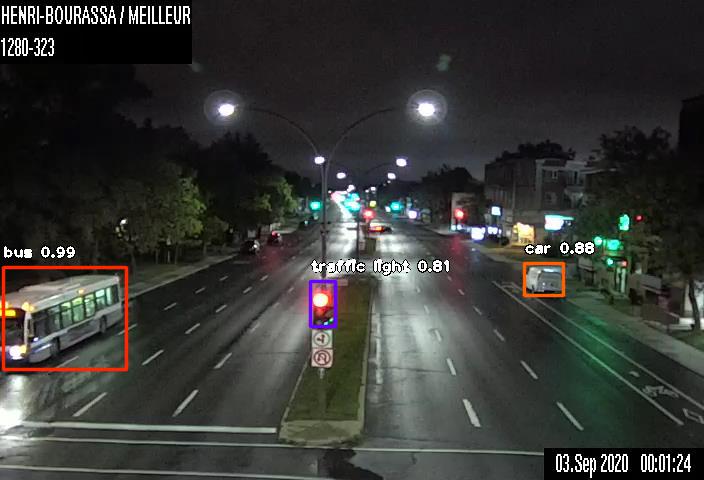 HENRI-BOURASSA / MEILLEUR
1280-323
bus 0.99
car 0.88
traffic light 0.81
03.Sep 2020 00:01:24